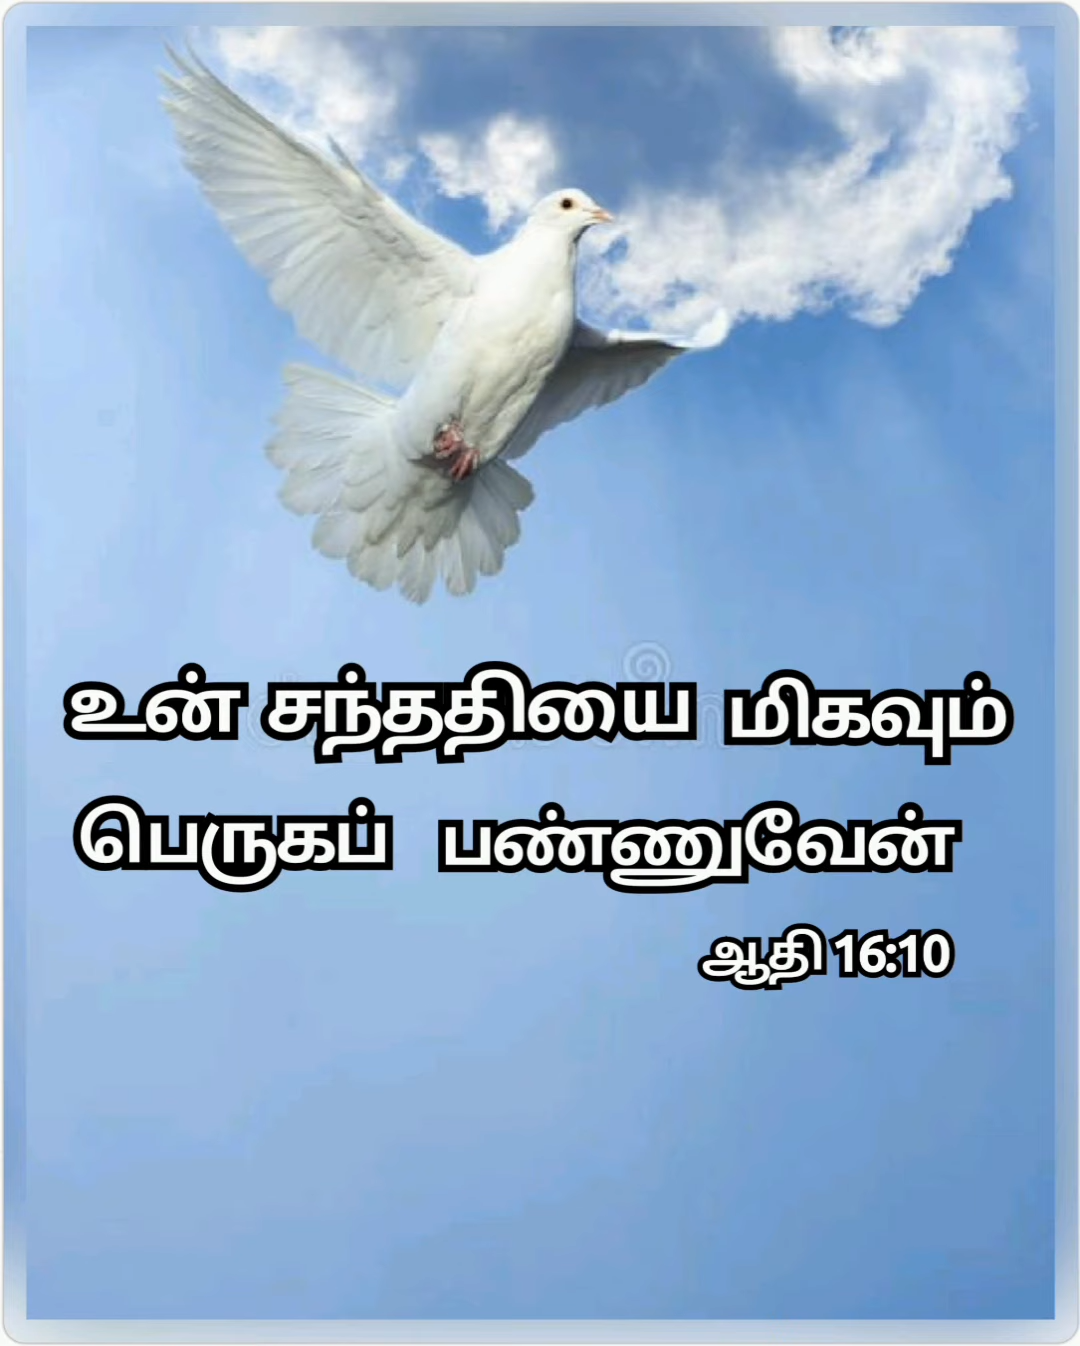 உன் சந்ததியை மிகவும்
பெருகப் பண்ணுவேன்
ஆதி 16:10